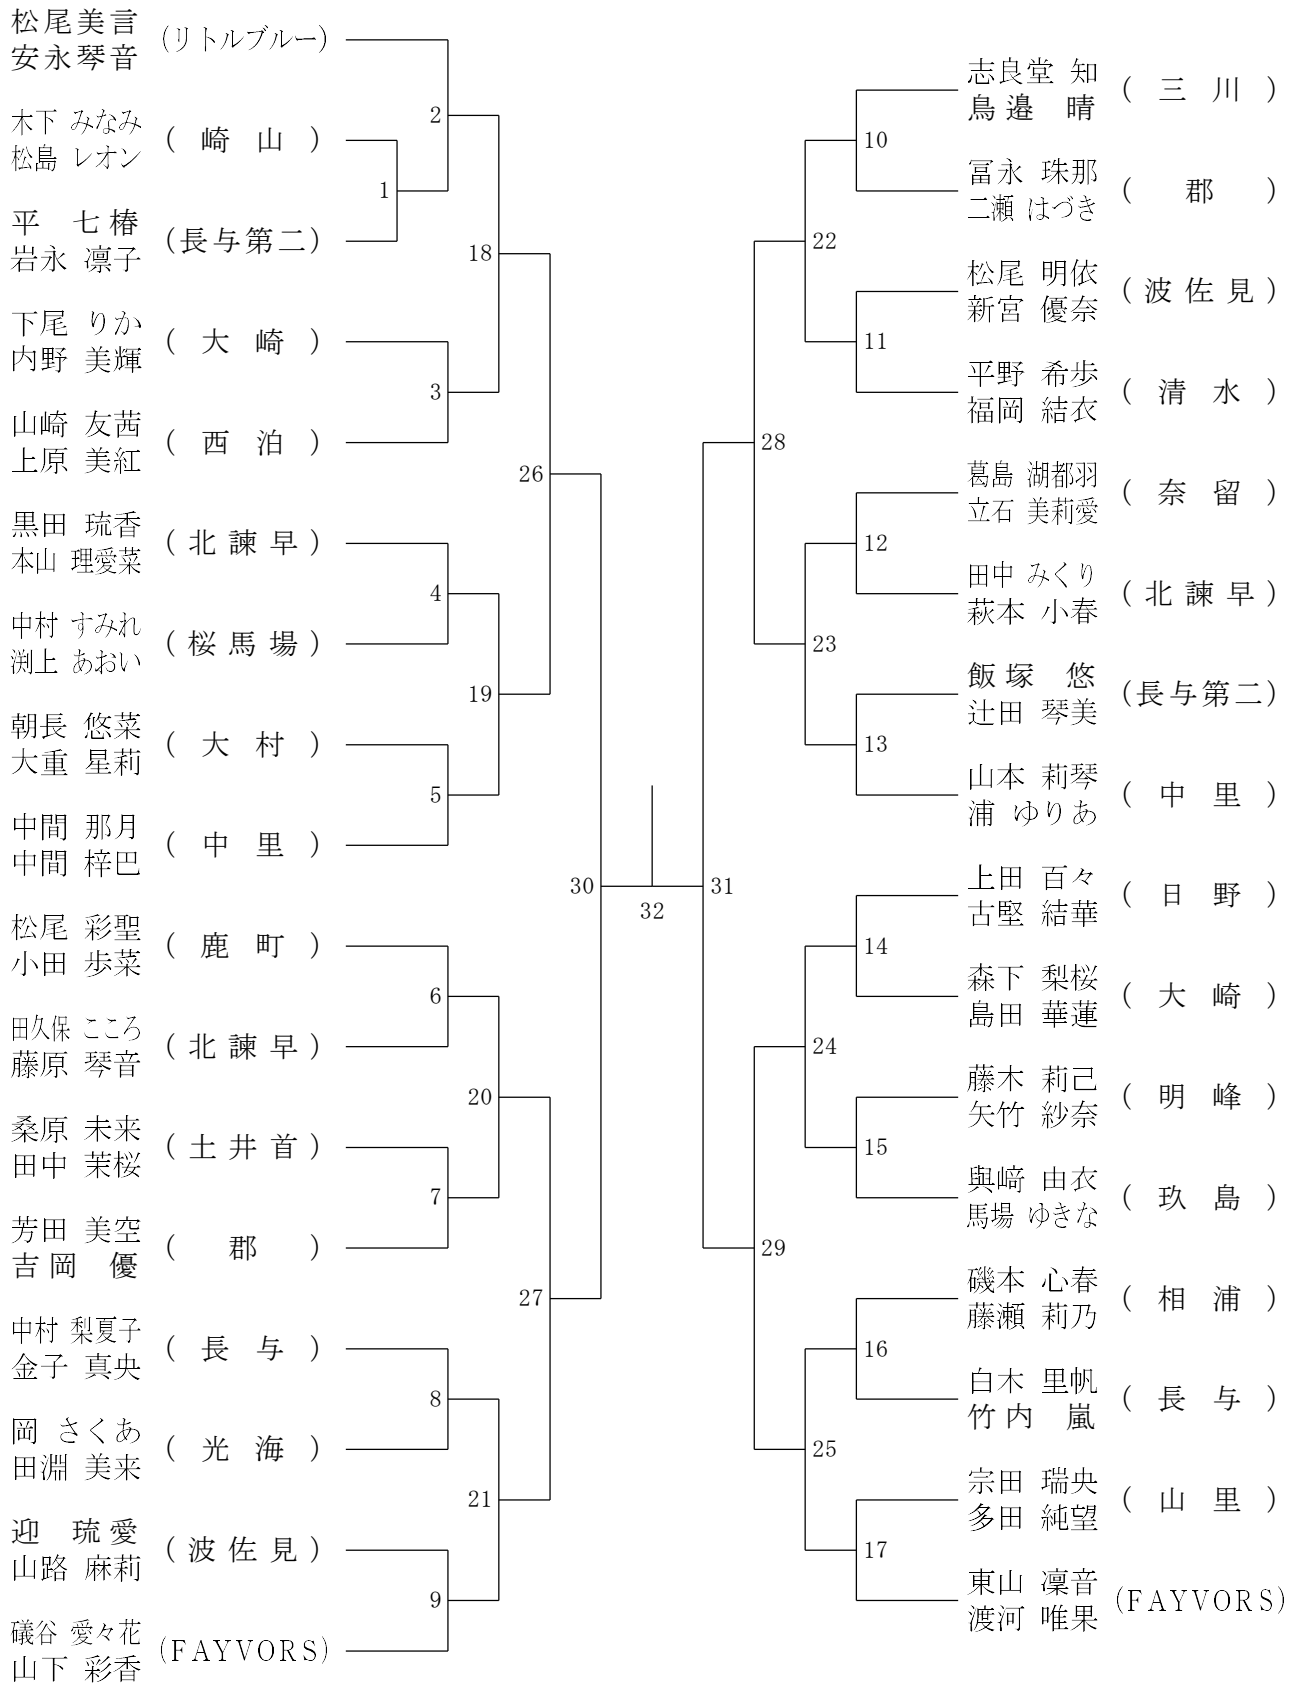 松尾美言
安永琴音
(リトルブルー)
木下 みなみ
松島 レオン
( 崎 山 )
平 七椿
岩永 凛子
(長与第二)
下尾 りか
内野 美輝
( 大 崎 )
山崎 友茜
上原 美紅
( 西 泊 )
黒田 琉香
本山 理愛菜
( 北 諫 早 )
中村 すみれ
渕上 あおい
( 桜 馬 場 )
朝長 悠菜
大重 星莉
( 大 村 )
中間 那月
中間 梓巴
( 中 里 )
松尾 彩聖
小田 歩菜
( 鹿 町 )
田久保 こころ
藤原 琴音
( 北 諫 早 )
桑原 未来
田中 茉桜
( 土 井 首 )
芳田 美空
吉岡 優
( 郡 )
中村 梨夏子
金子 真央
( 長 与 )
岡 さくあ
田淵 美来
( 光 海 )
迎 琉愛
山路 麻莉
( 波 佐 見 )
礒谷 愛々花
山下 彩香
(FAYVORS)
1
2
3
4
5
6
7
8
9
18
19
20
21
26
27
30
32
31
28
29
22
23
24
25
10
11
12
13
14
15
16
17
志良堂 知
鳥邉 晴
( 三 川 )
冨永 珠那
二瀬 はづき
( 郡 )
松尾 明依
新宮 優奈
( 波 佐 見 )
平野 希歩
福岡 結衣
( 清 水 )
葛島 湖都羽
立石 美莉愛
( 奈 留 )
田中 みくり
萩本 小春
( 北 諫 早 )
飯塚 悠
辻田 琴美
(長与第二)
山本 莉琴
浦 ゆりあ
( 中 里 )
上田 百々
古堅 結華
( 日 野 )
森下 梨桜
島田 華蓮
( 大 崎 )
藤木 莉己
矢竹 紗奈
( 明 峰 )
與﨑 由衣
馬場 ゆきな
( 玖 島 )
磯本 心春
藤瀬 莉乃
( 相 浦 )
白木 里帆
竹内 嵐
( 長 与 )
宗田 瑞央
多田 純望
( 山 里 )
東山 凜音
渡河 唯果
(FAYVORS)